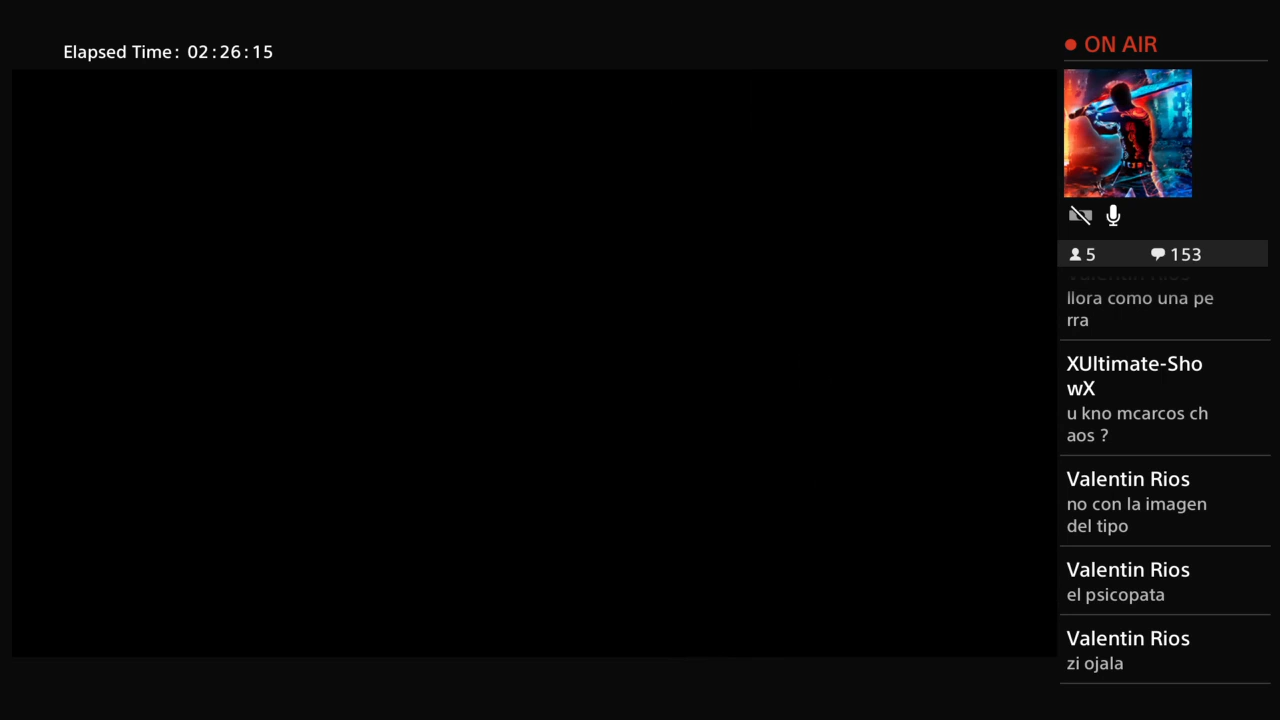 Elapsed Time: 02:26:15
ON AIR
5 153
llora como una pe
rra
XUltimate-Sho
wX
u kno mcarcos ch
aos ?
Valentin Rios
no con la imagen
del tipo
Valentin Rios
el psicopata
Valentin Rios
zi ojala